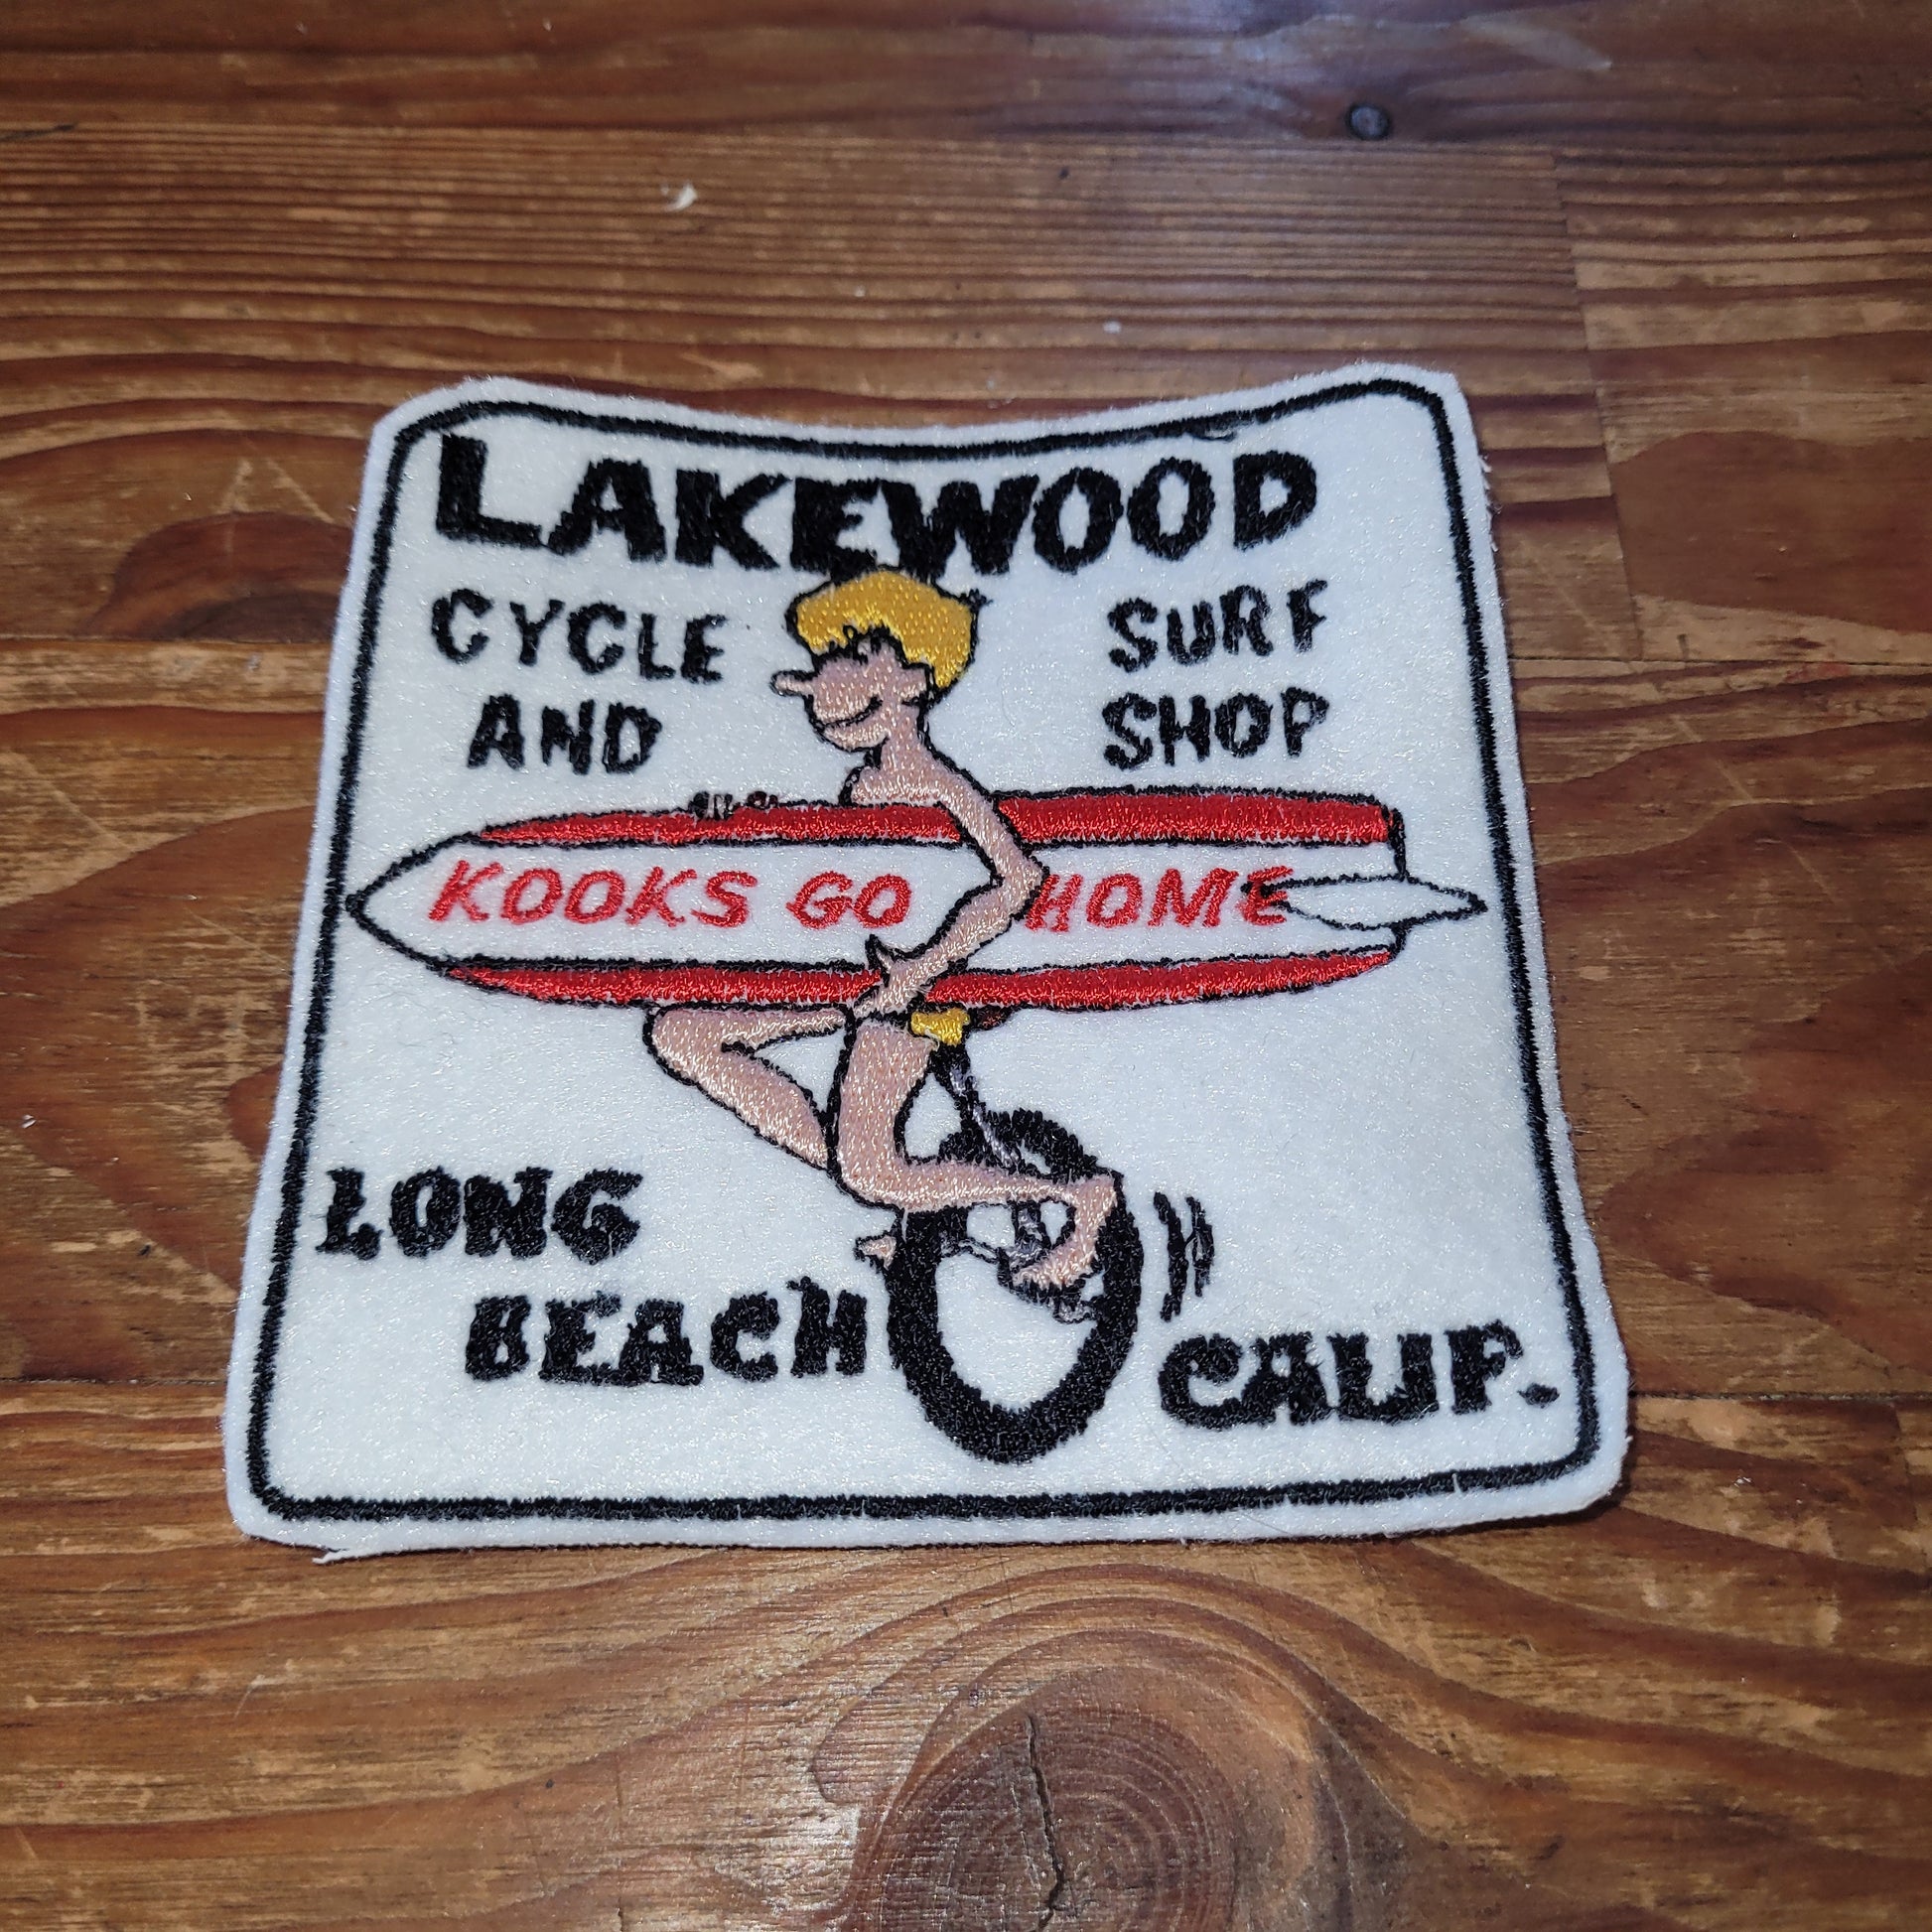 LAKEWOOD
CYCLE SURF
AND SHOP
KOOKS GO HOME
LONG
BEACH CALIF.